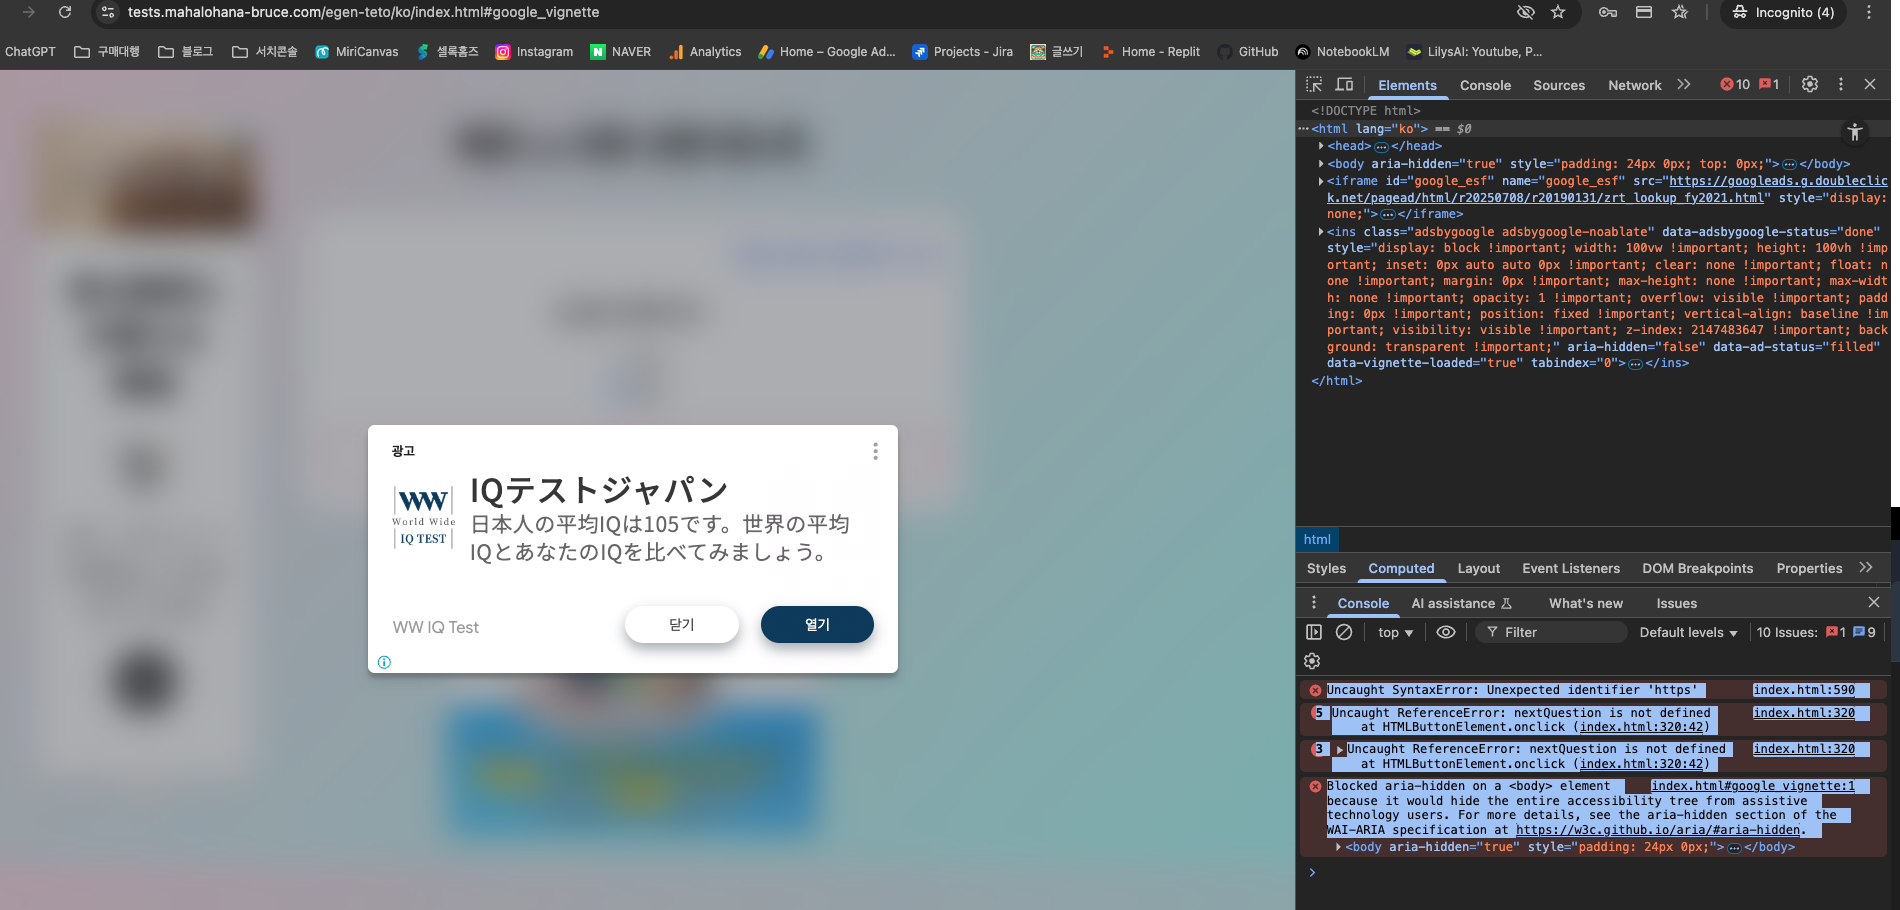 tests.mahalohana-bruce.com/egen-teto/ko/index.html#google_vignette
Incognito (4)
ChatGPT 구매대행 블로그 서치콘솔 MiriCanvas 셀록홈즈 Instagram NAVER Analytics Home – Google Ad... Projects - Jira 글쓰기 Home - Replit GitHub NotebookLM LilysAI: Youtube, P...
광고
IQテストジャパン
日本人の平均IQは105です。世界の平均
IQとあなたのIQを比べてみましょう。
WW
World Wide
IQ TEST
WW IQ Test
닫기
열기
Elements Console Sources Network 10 1
<!DOCTYPE html>
<html lang="ko"> == $0
<head> </head>
<body aria-hidden="true" style="padding: 24px 0px; top: 0px;"> </body>
<iframe id="google_esf" name="google_esf" src="https://googleads.g.doubleclic
k.net/pagead/html/r20250708/r20190131/zrt_lookup_fy2021.html" style="display:
none;"> </iframe>
<ins class="adsbygoogle adsbygoogle-noablate" data-adsbygoogle-status="done"
style="display: block !important; width: 100vw !important; height: 100vh !imp
ortant; inset: 0px auto auto 0px !important; clear: none !important; float: n
one !important; margin: 0px !important; max-height: none !important; max-widt
h: none !important; opacity: 1 !important; overflow: visible !important; padd
ing: 0px !important; position: fixed !important; vertical-align: baseline !im
portant; visibility: visible !important; z-index: 2147483647 !important; back
ground: transparent !important;" aria-hidden="false" data-ad-status="filled"
data-vignette-loaded="true" tabindex="0"> </ins>
</html>
html
Styles Computed Layout Event Listeners DOM Breakpoints Properties
Console AI assistance What's new Issues
top Filter Default levels 10 Issues: 1 9
Uncaught SyntaxError: Unexpected identifier 'https' index.html:590
5 Uncaught ReferenceError: nextQuestion is not defined index.html:320
at HTMLButtonElement.onclick (index.html:320:42)
3 Uncaught ReferenceError: nextQuestion is not defined index.html:320
at HTMLButtonElement.onclick (index.html:320:42)
Blocked aria-hidden on a <body> element index.html#google_vignette:1
because it would hide the entire accessibility tree from assistive
technology users. For more details, see the aria-hidden section of the
WAI-ARIA specification at https://w3c.github.io/aria/#aria-hidden.
<body aria-hidden="true" style="padding: 24px 0px;"> </body>